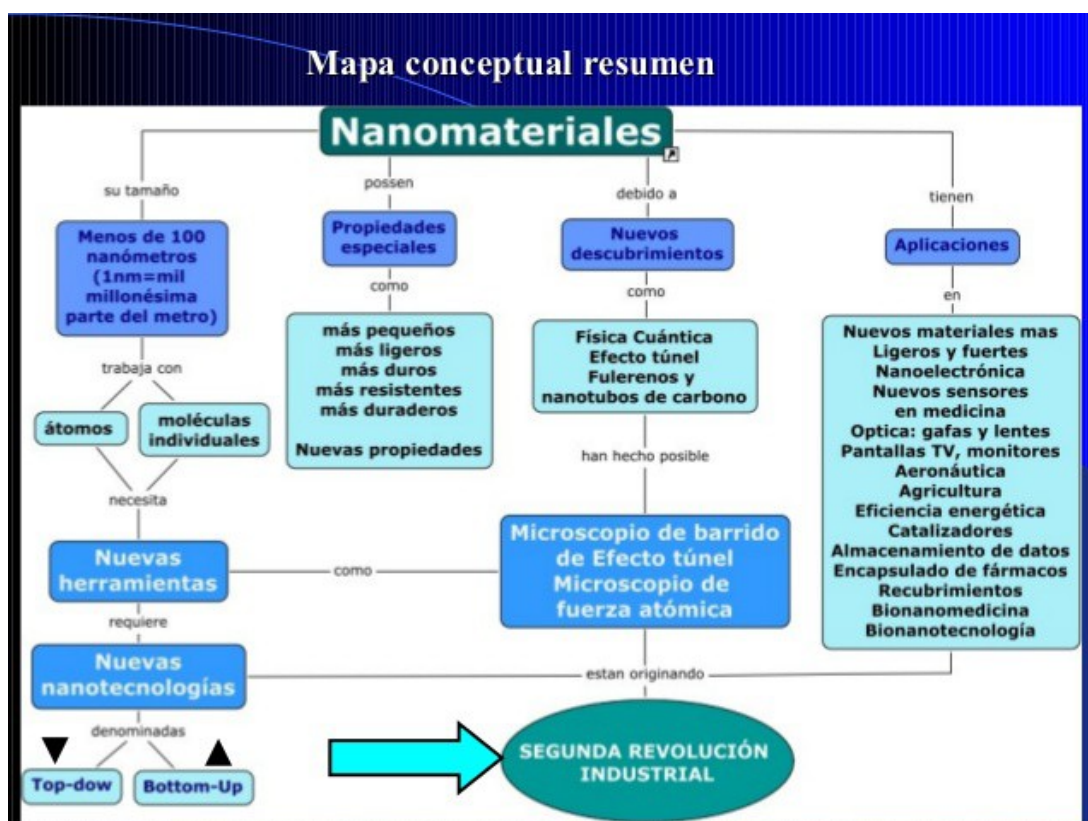 Mapa conceptual resumen
Nanomateriales
su tamaño
possen
debido a
tienen
Menos de 100
nanómetros
(1nm=mil
millonésima
parte del metro)
Propiedades
especiales
Nuevos
descubrimientos
Aplicaciones
como
como
en
más pequeños
más ligeros
más duros
más resistentes
más duraderos
Nuevas propiedades
Física Cuántica
Efecto túnel
Fulerenos y
nanotubos de carbono
Nuevos materiales mas
Ligeros y fuertes
Nanoelectrónica
Nuevos sensores
en medicina
Optica: gafas y lentes
Pantallas TV, monitores
Aeronáutica
Agricultura
Eficiencia energética
Catalizadores
Almacenamiento de datos
Encapsulado de fármacos
Recubrimientos
Bionanomedicina
Bionanotecnología
trabaja con
átomos
moléculas
individuales
han hecho posible
necesita
Nuevas
herramientas
como
Microscopio de barrido
de Efecto túnel
Microscopio de
fuerza atómica
requiere
Nuevas
nanotecnologías
estan originando
denominadas
Top-dow
Bottom-Up
SEGUNDA REVOLUCIÓN
INDUSTRIAL